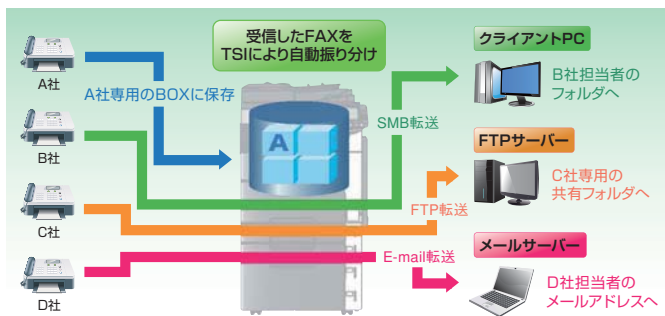 受信したFAXを
TSIにより自動振り分け
A社
A社専用のBOXに保存
A
B社
C社
D社
SMB転送
FTP転送
E-mail転送
クライアントPC
B社担当者の
フォルダへ
FTPサーバー
C社専用の
共有フォルダへ
メールサーバー
D社担当者の
メールアドレスへ